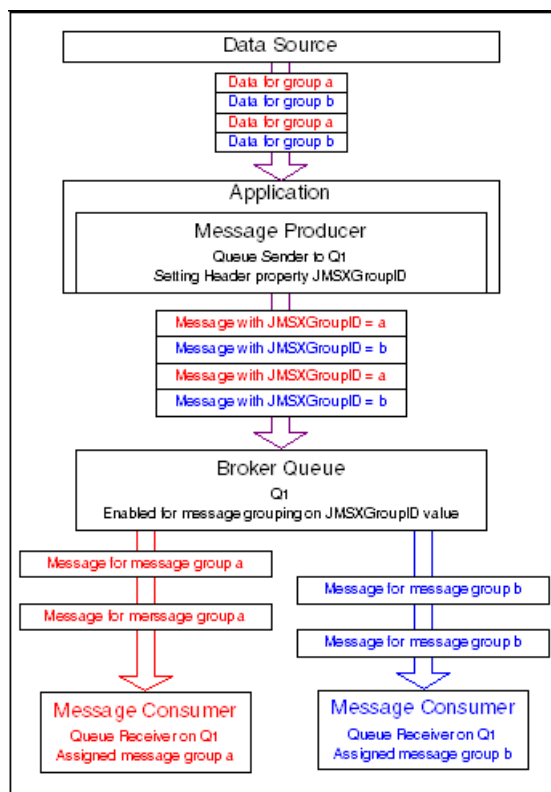 Data Source
Data for group a
Data for group b
Data for group a
Data for group b
Application
Message Producer
Queue Sender to Q1
Setting Header property JMSXGroupID
Message with JMSXGroupID = a
Message with JMSXGroupID = b
Message with JMSXGroupID = a
Message with JMSXGroupID = b
Broker Queue
Q1
Enabled for message grouping on JMSXGroupID value
Message for message group a
Message for message group b
Message for merssage group a
Message for message group b
Message Consumer
Queue Receiver on Q1
Assigned message group a
Message Consumer
Queue Receiver on Q1
Assigned message group b